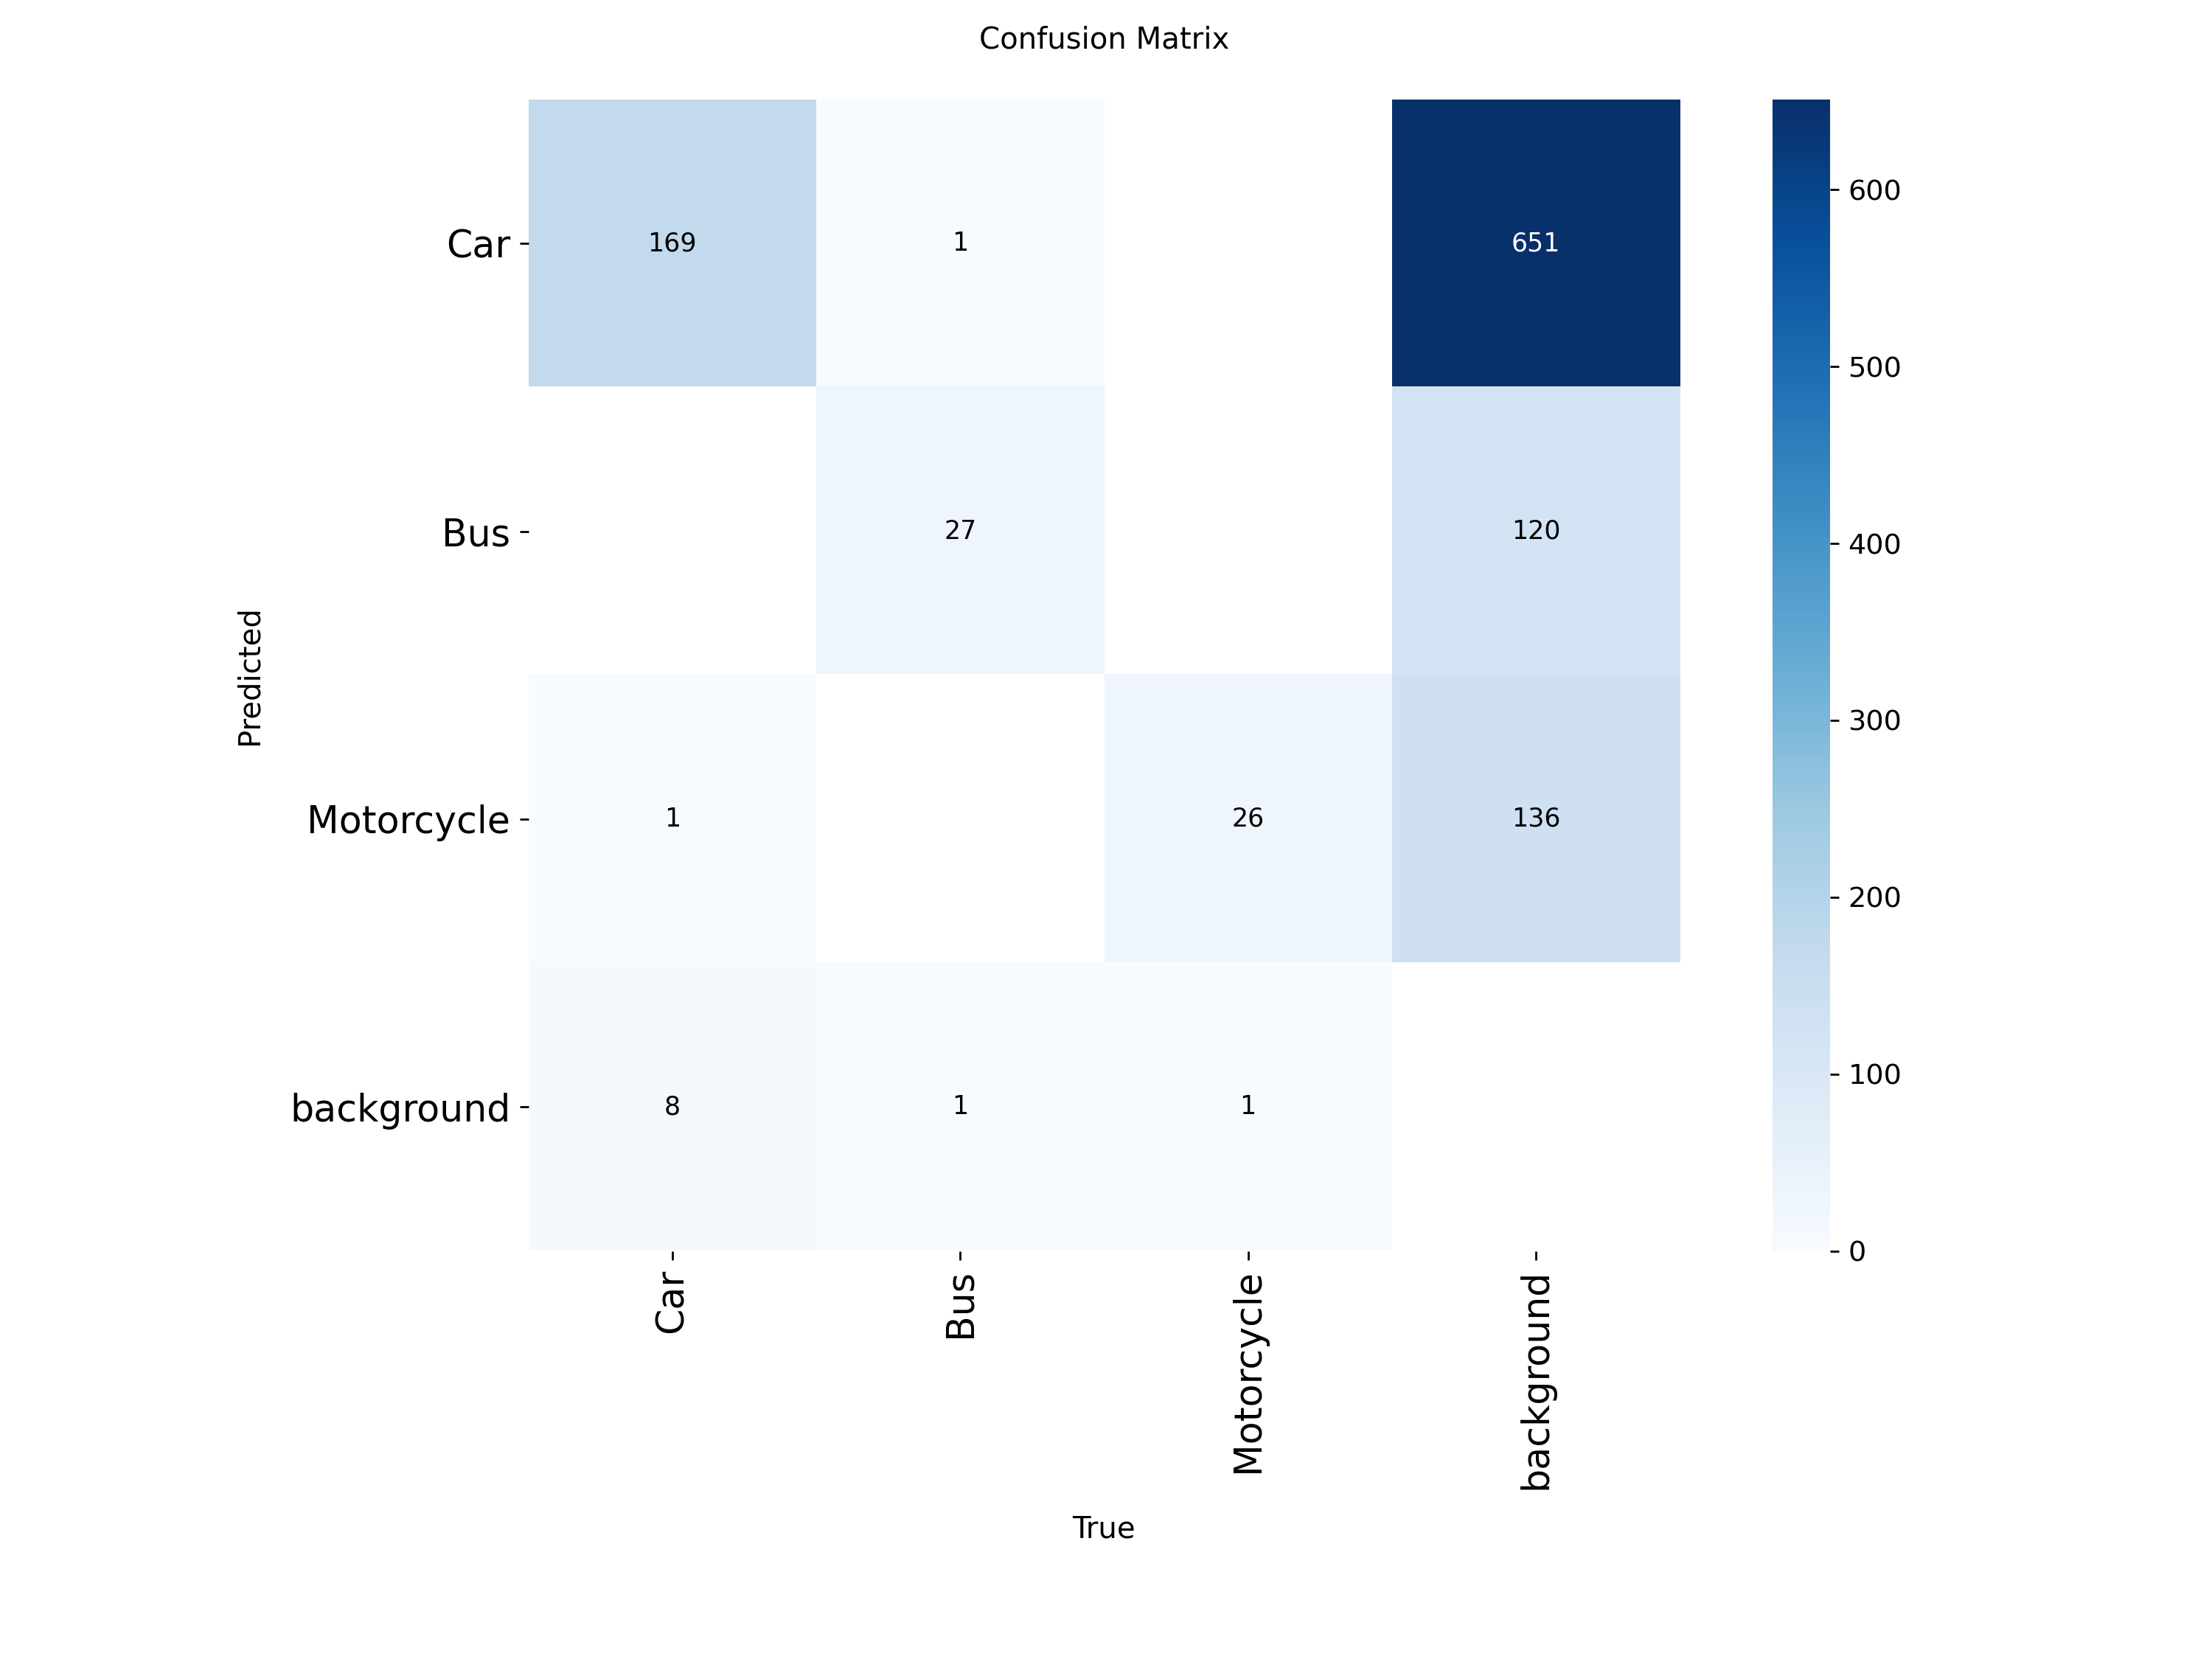 Confusion Matrix
Car
169
1
651
600
500
Bus
27
120
400
Predicted
300
Motorcycle
1
26
136
200
100
background
8
1
1
0
Car
Bus
Motorcycle
background
True